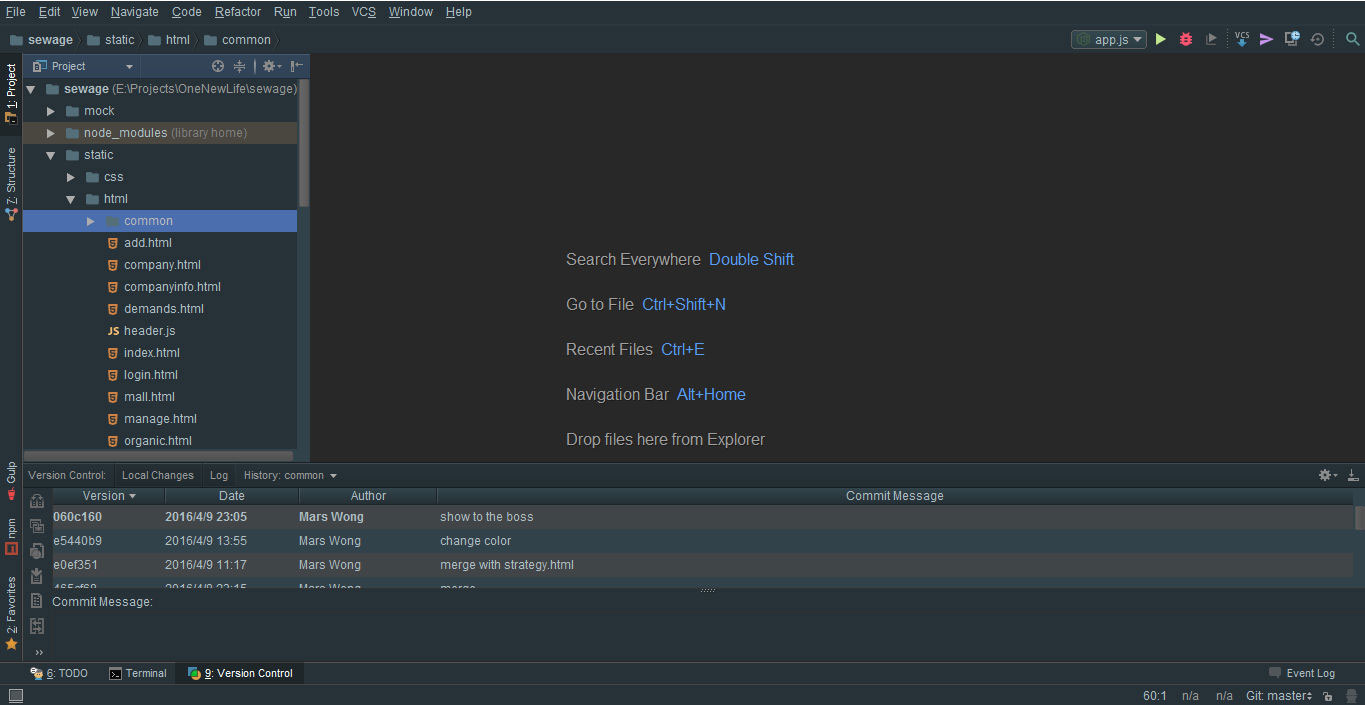 File Edit View Navigate Code Refactor Run Tools VCS Window Help
sewage static html common app.js VCS
1: Project
7: Structure
Gulp
npm
2: Favorites
Project
sewage (E:\Projects\OneNewLife\sewage)
mock
node_modules (library home)
static
css
html
common
add.html
company.html
companyinfo.html
demands.html
JS header.js
index.html
login.html
mall.html
manage.html
organic.html
Search Everywhere Double Shift
Go to File Ctrl+Shift+N
Recent Files Ctrl+E
Navigation Bar Alt+Home
Drop files here from Explorer
Version Control: Local Changes Log History: common
Version Date Author Commit Message
060c160 2016/4/9 23:05 Mars Wong show to the boss
e5440b9 2016/4/9 13:55 Mars Wong change color
e0ef351 2016/4/9 11:17 Mars Wong merge with strategy.html
Mars Wong merge
Commit Message:
6: TODO Terminal 9: Version Control Event Log
60:1 n/a n/a Git: master